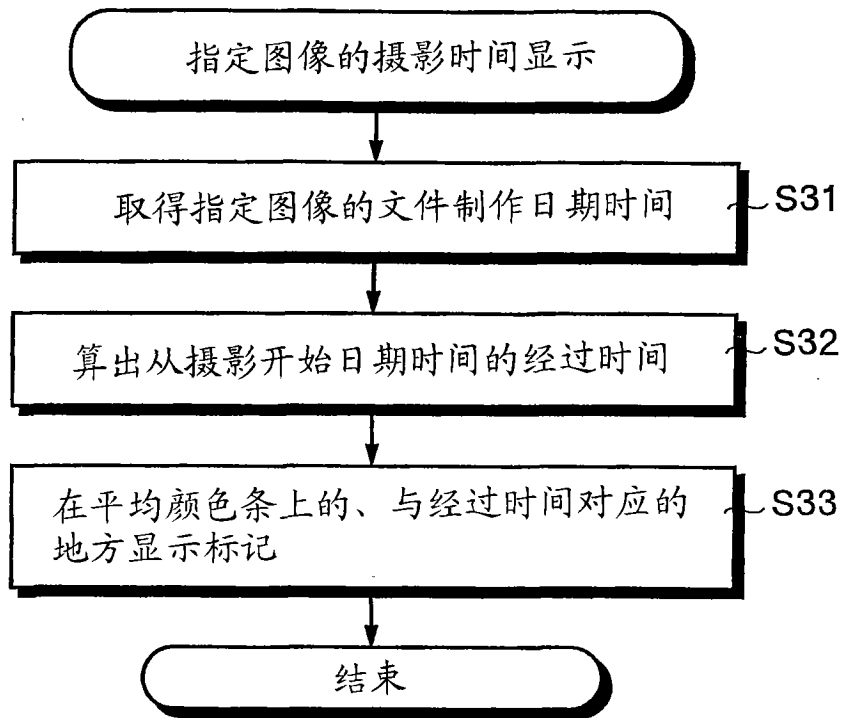 指定图像的摄影时间显示
取得指定图像的文件制作日期时间
S31
算出从摄影开始日期时间的经过时间
S32
在平均颜色条上的、与经过时间对应的
地方显示标记
S33
结束